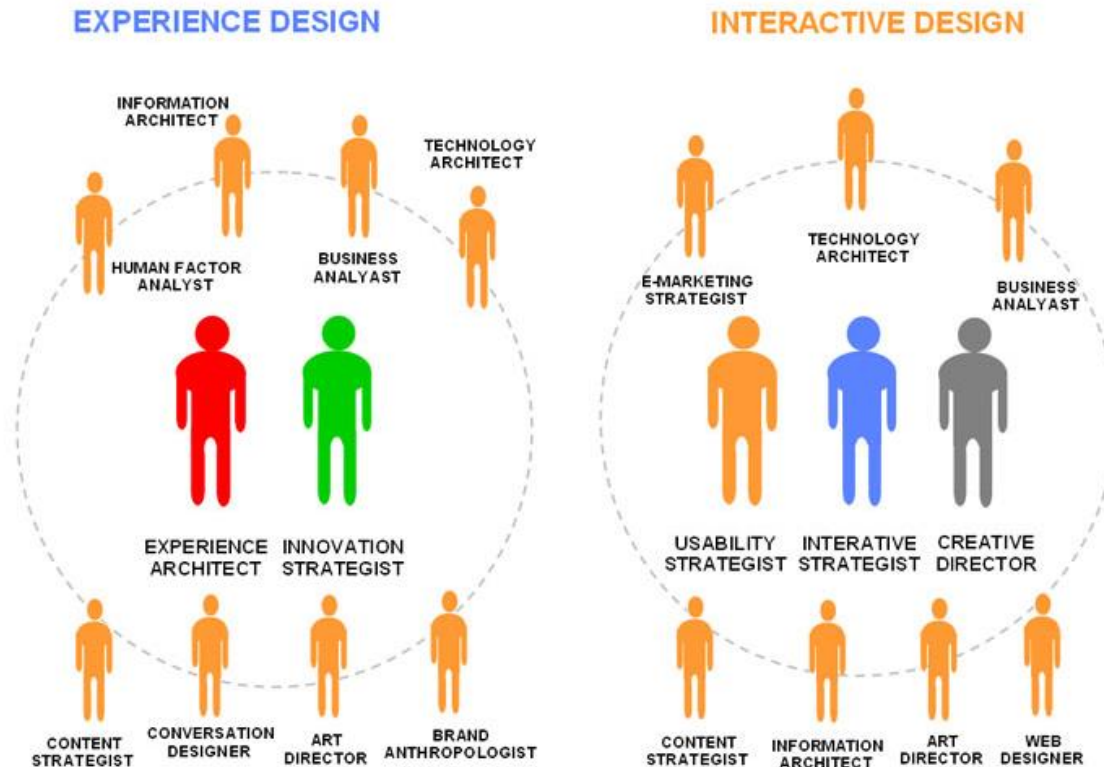 EXPERIENCE DESIGN
INFORMATION
ARCHITECT
TECHNOLOGY
ARCHITECT
HUMAN FACTOR
ANALYST
BUSINESS
ANALYAST
EXPERIENCE
ARCHITECT
INNOVATION
STRATEGIST
CONTENT
STRATEGIST
CONVERSATION
DESIGNER
ART
DIRECTOR
BRAND
ANTHROPOLOGIST
INTERACTIVE DESIGN
TECHNOLOGY
ARCHITECT
E-MARKETING
STRATEGIST
BUSINESS
ANALYAST
USABILITY
STRATEGIST
INTERATIVE
STRATEGIST
CREATIVE
DIRECTOR
CONTENT
STRATEGIST
INFORMATION
ARCHITECT
ART
DIRECTOR
WEB
DESIGNER